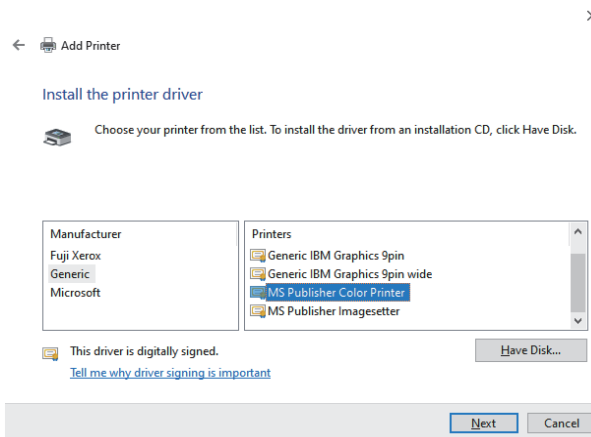 Add Printer
Install the printer driver
Choose your printer from the list. To install the driver from an installation CD, click Have Disk.
Manufacturer
Fuji Xerox
Generic
Microsoft
Printers
Generic IBM Graphics 9pin
Generic IBM Graphics 9pin wide
MS Publisher Color Printer
MS Publisher Imagesetter
This driver is digitally signed.
Tell me why driver signing is important
Have Disk...
Next
Cancel